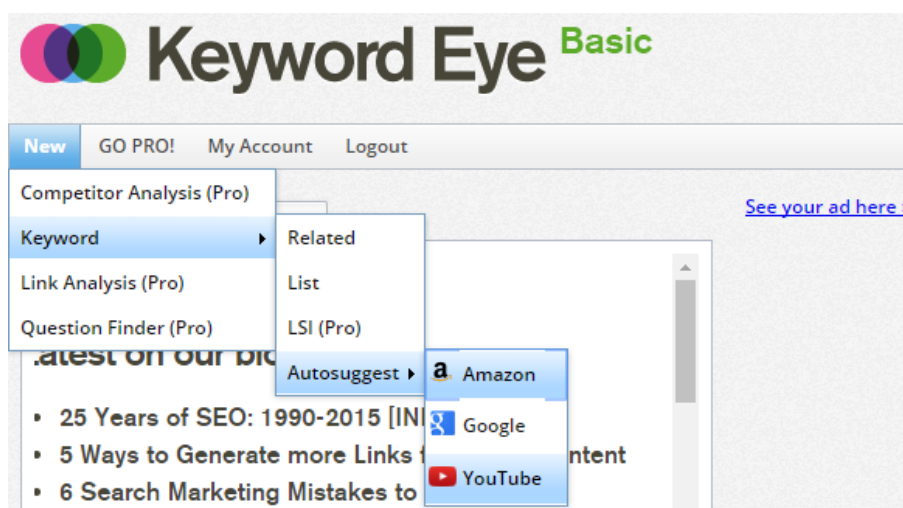 Keyword Eye Basic
New GO PRO! My Account Logout
Competitor Analysis (Pro)
See your ad here
Keyword
Related
Link Analysis (Pro)
List
Question Finder (Pro)
LSI (Pro)
on our
Autosuggest
Amazon
• 25 Years of SEO: 1990-2015
Google
• 5 Ways to Generate more Links
YouTube
• 6 Search Marketing Mistakes to